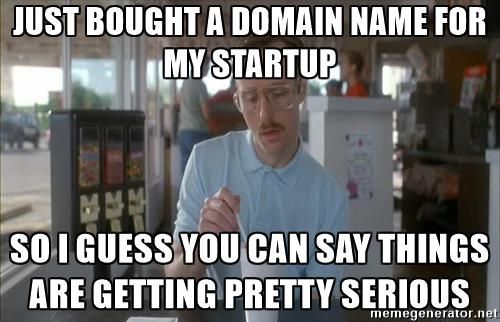 JUST BOUGHT A DOMAIN NAME FOR
MY STARTUP
SO I GUESS YOU CAN SAY THINGS
ARE GETTING PRETTY SERIOUS
memegenerator.net